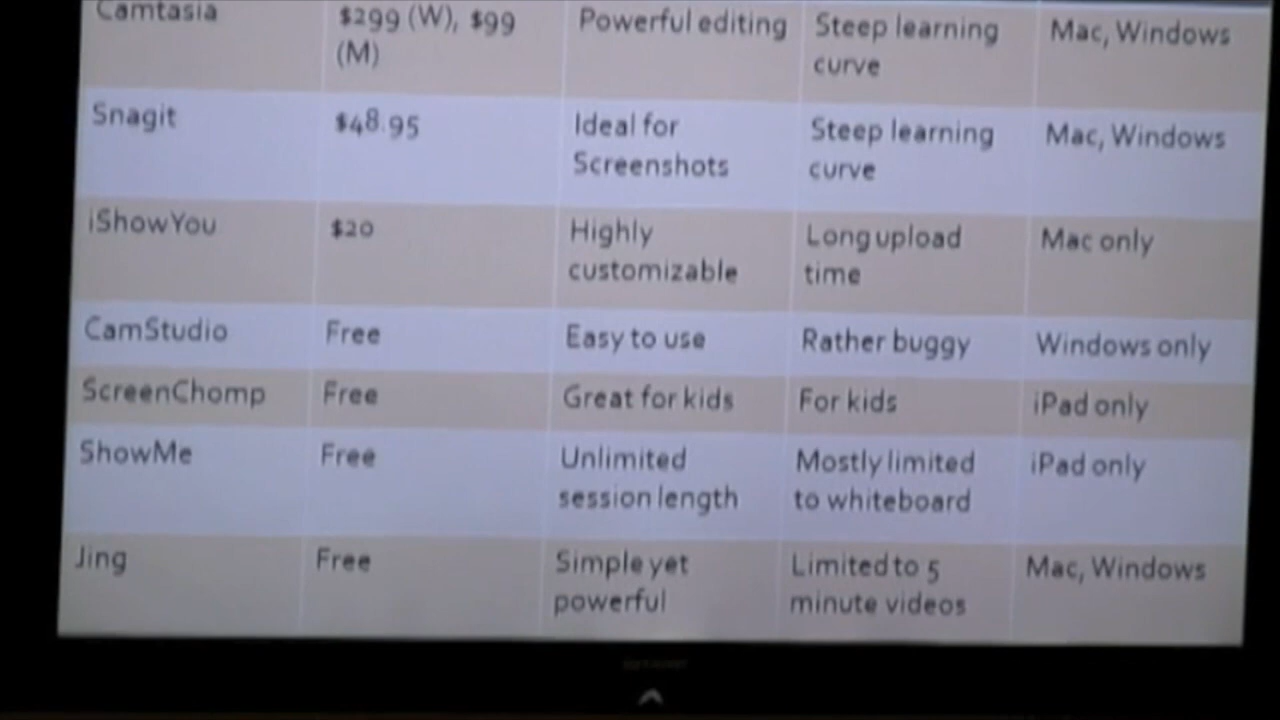 Camtasia $299 (W), $99 (M) Powerful editing Steep learning curve Mac, Windows
Snagit $48.95 Ideal for Screenshots Steep learning curve Mac, Windows
iShowYou $20 Highly customizable Long upload time Mac only
CamStudio Free Easy to use Rather buggy Windows only
ScreenChomp Free Great for kids For kids iPad only
ShowMe Free Unlimited session length Mostly limited to whiteboard iPad only
Jing Free Simple yet powerful Limited to 5 minute videos Mac, Windows